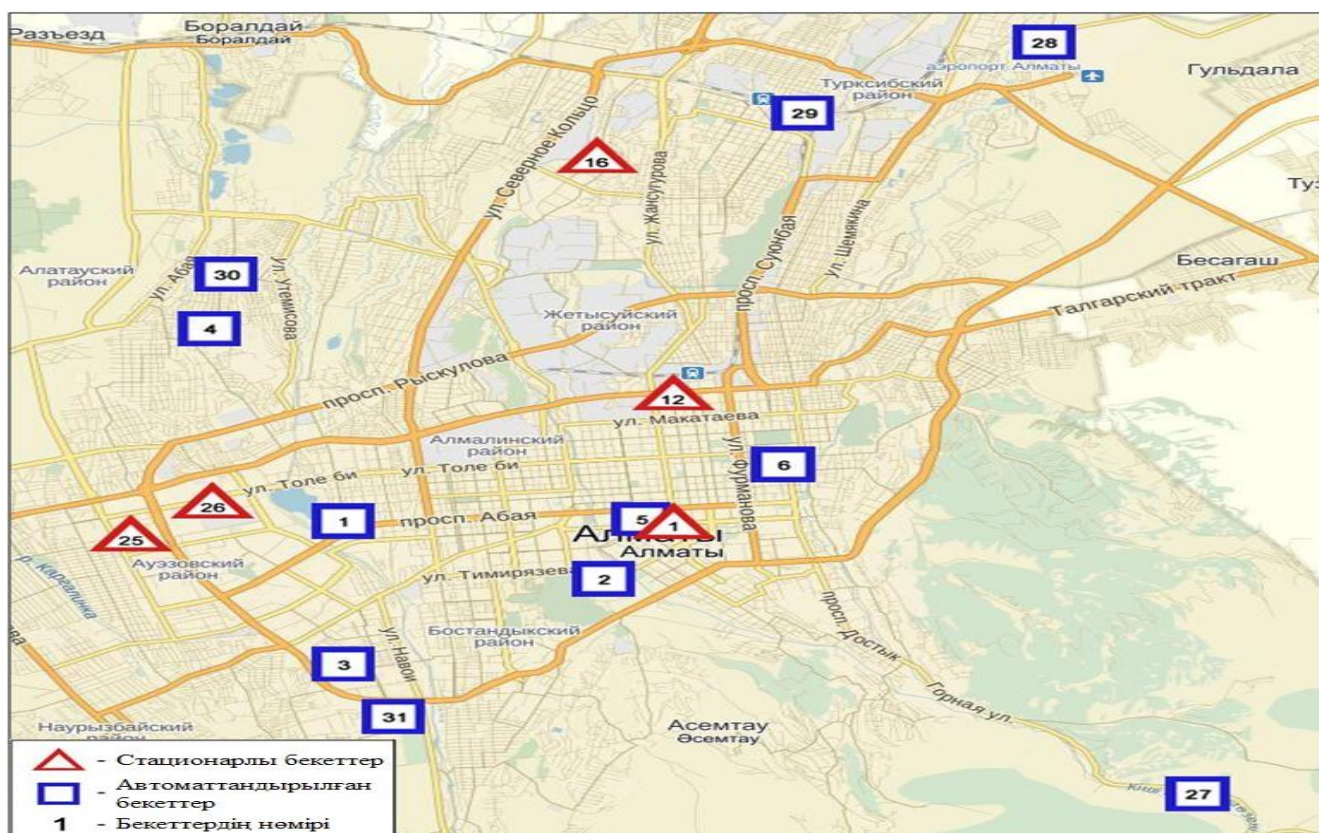 Разъезд
Боралдай
Боралдай
28
аэропорт Алматы
Гульдала
Турксибский
район
29
16
ул. Северное Кольцо
ул. Жансугурова
просп. Суюнбая
ул. Шемякина
Алатауский
район
30
ул. Абая
ул. Утемисова
4
Бесагаш
Талгарский тракт
Жетысуйский
район
просп. Рыскулова
12
ул. Макатаева
Алмалинский
район
ул. Толе би
ул. Толе би
ул. Фурманова
6
26
25
1
просп. Абая
5
1
Алматы
Алматы
Ауэзовский
район
р. Каргалинка
ул. Тимирязева
2
Бостандыкский
район
ул. Навои
просп. Достык
3
31
Горная ул.
Асемтау
Әсемтау
Наурызбайский
район
27
- Стационарлы бекеттер
- Автоматтандырылған
бекеттер
1 - Бекеттердің нөмірі